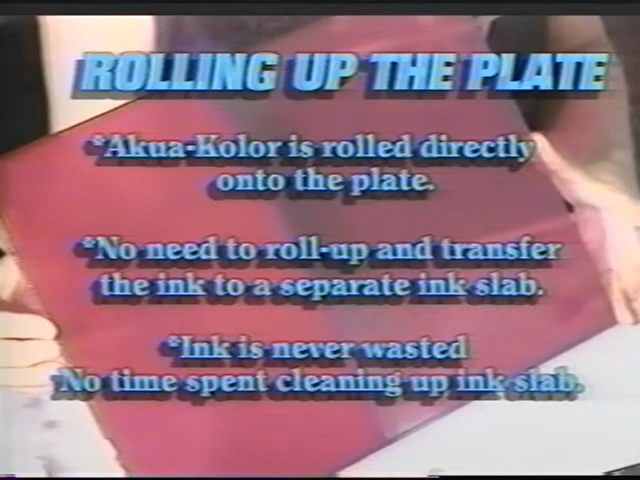 ROLLING UP THE PLATE
*Akua-Kolor is rolled directly
onto the plate.
*No need to roll-up and transfer
the ink to a separate ink slab.
*Ink is never wasted
No time spent cleaning up ink slab.